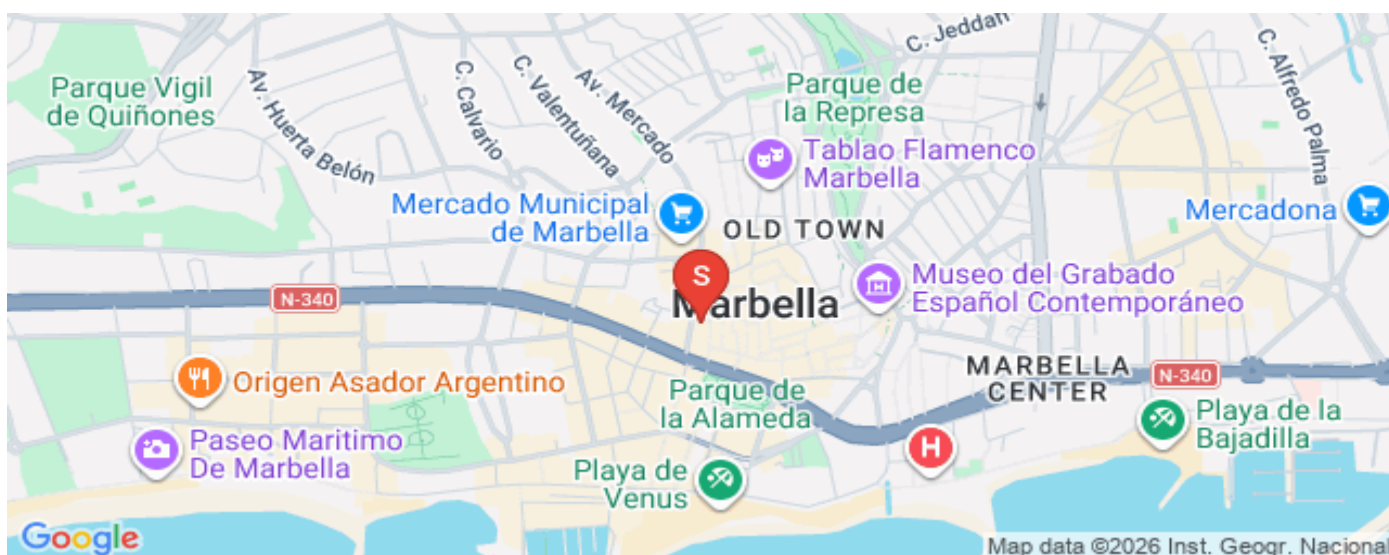 C. Jeddah
Parque Vigil
de Quiñones
Av. Huerta Belón
C. Calvario
C. Valentuñana
Av. Mercado
Parque de
la Represa
C. Alfredo Palma
Tablao Flamenco
Marbella
Mercado Municipal
de Marbella
OLD TOWN
Mercadona
S
Marbella
Museo del Grabado
Español Contemporáneo
N-340
MARBELLA
CENTER
N-340
Origen Asador Argentino
Parque de
la Alameda
Playa de la
Bajadilla
Paseo Maritimo
De Marbella
H
Playa de
Venus
Google
Map data ©2026 Inst. Geogr. Nacional